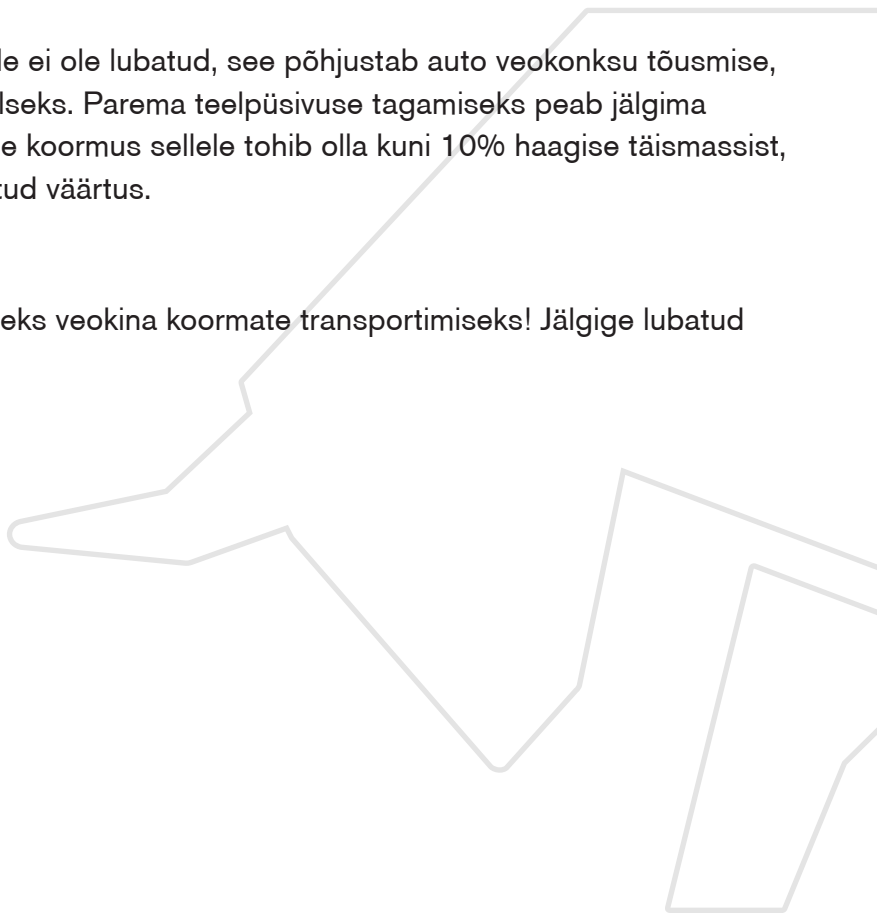 le ei ole lubatud, see põhjustab auto veokonksu tõusmise,
lseks. Parema teelpüsivuse tagamiseks peab jälgima
e koormus sellele tohib olla kuni 10% haagise täismassist,
tud väärtus.
eks veokina koormate transportimiseks! Jälgige lubatud